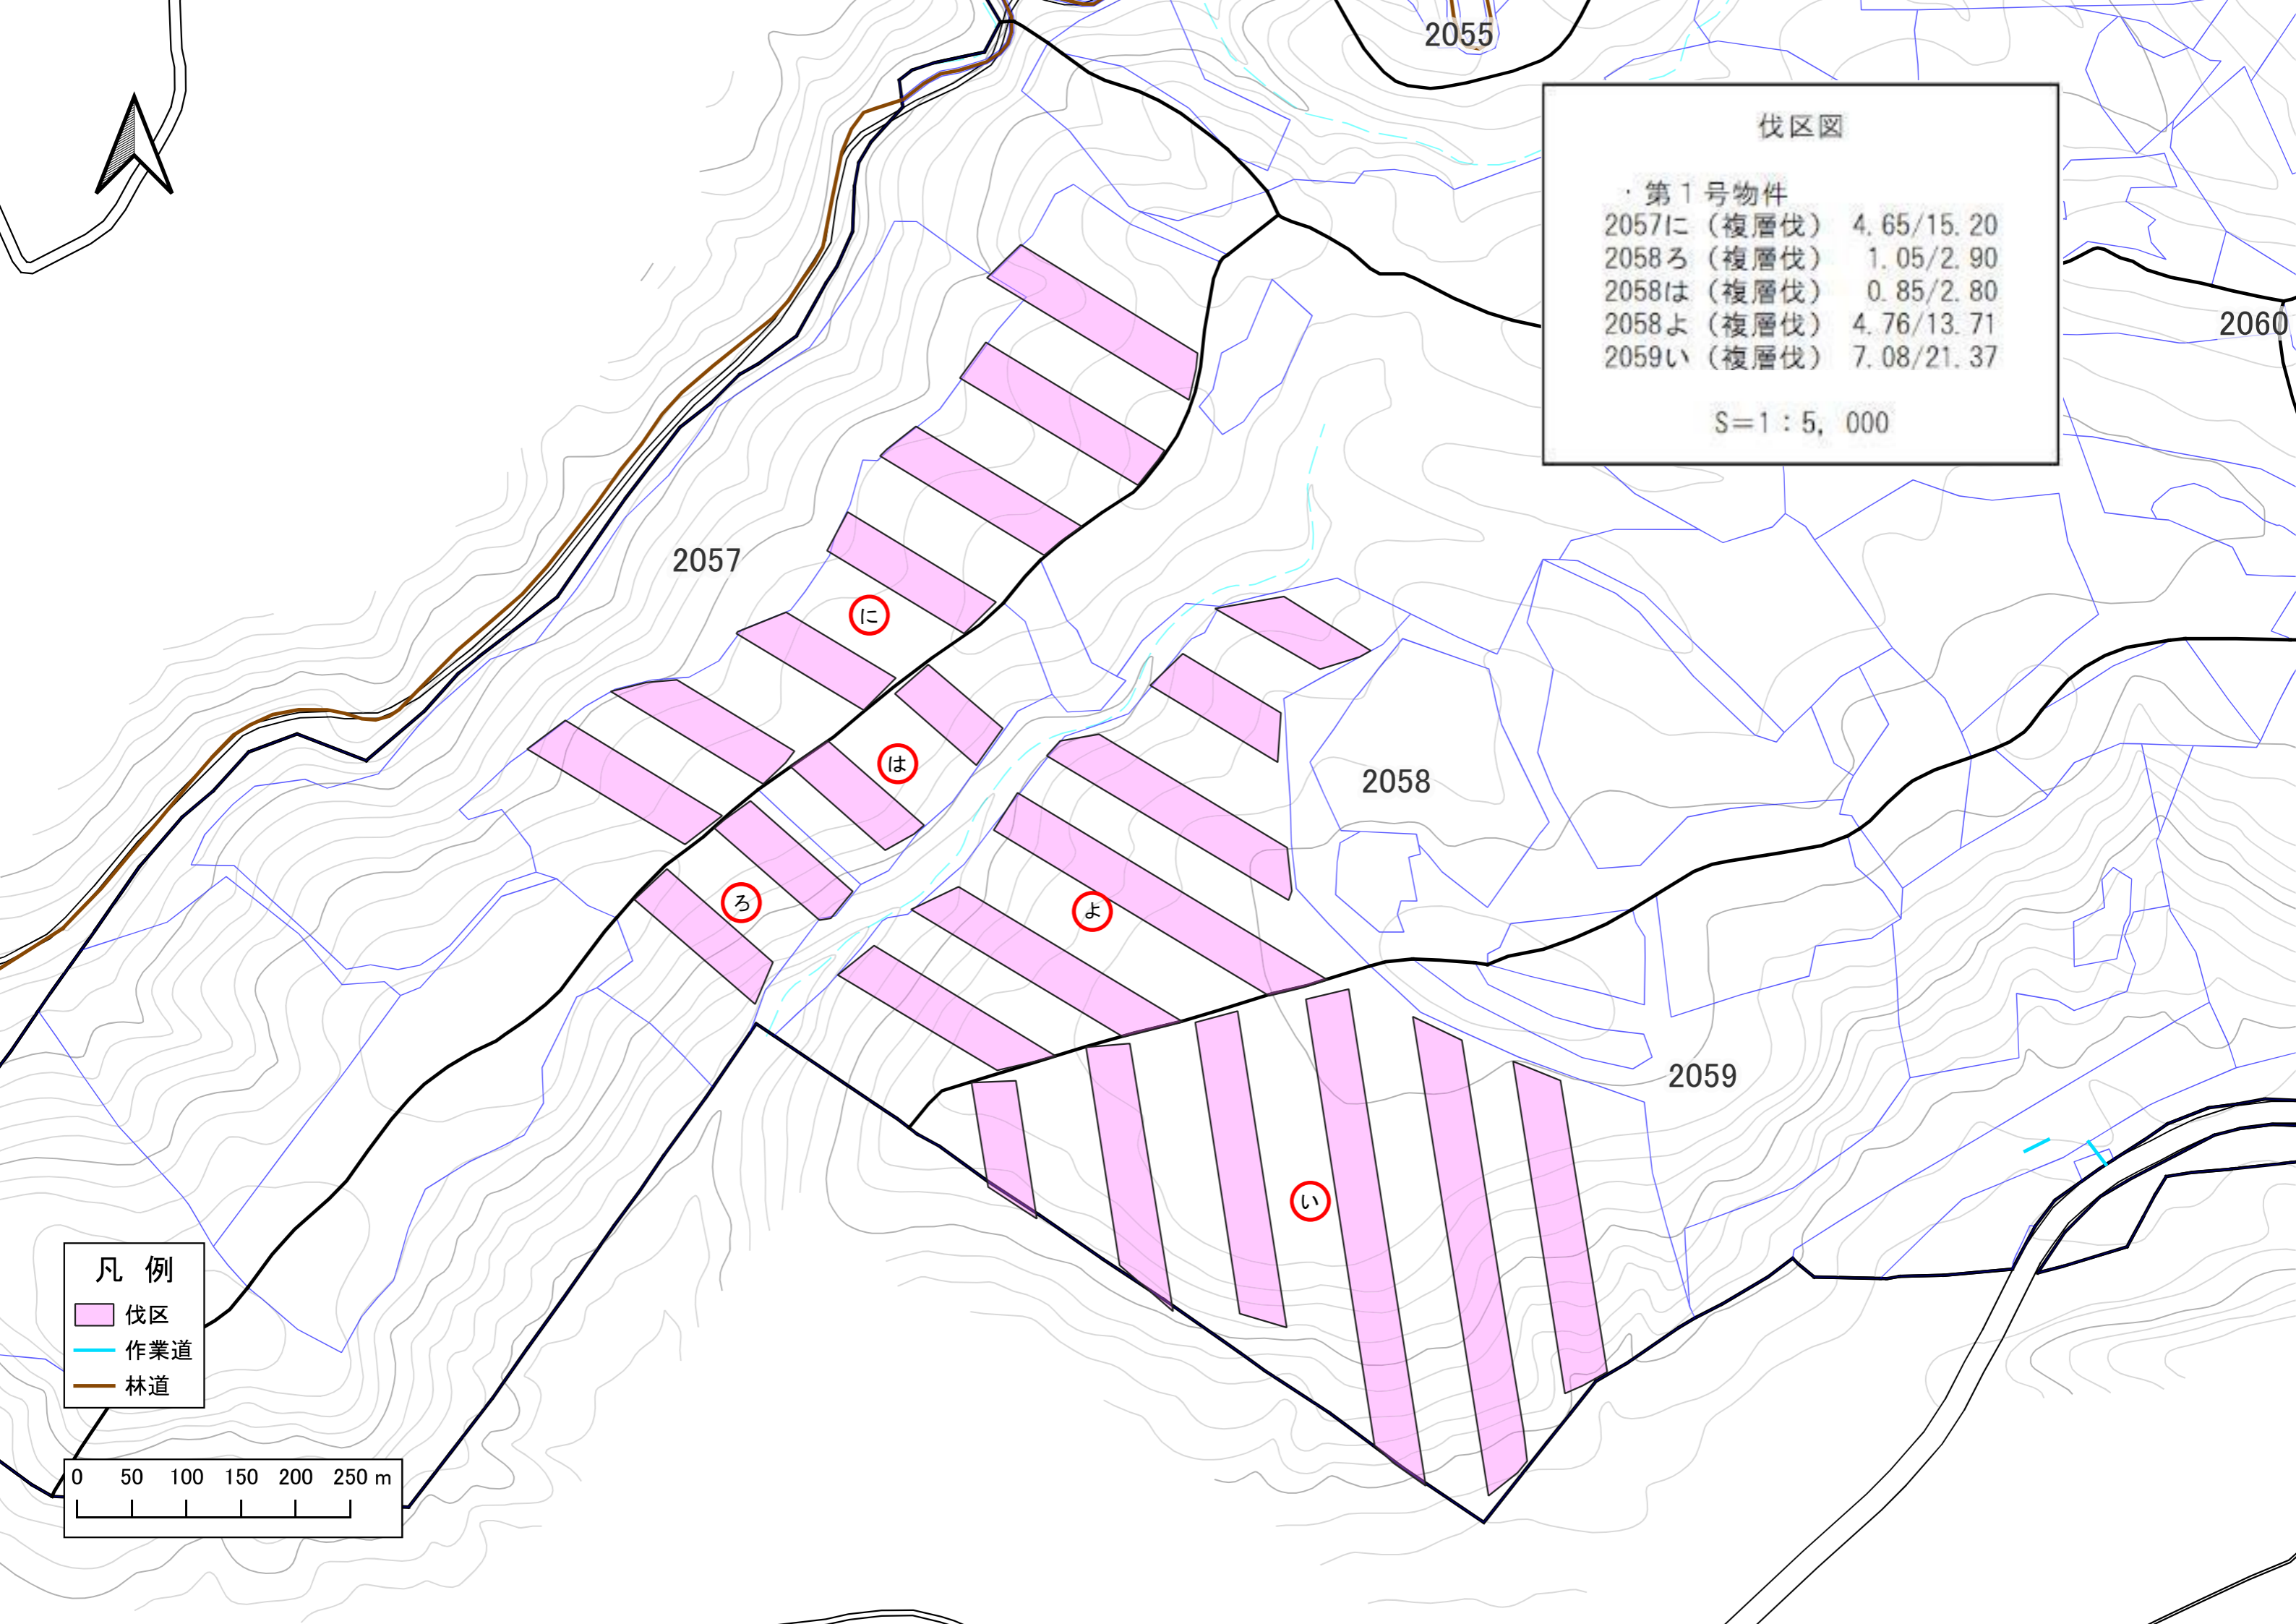 2055
伐区図
・第1号物件
2057に（複層伐） 4.65/15.20
2058ろ（複層伐） 1.05/2.90
2058は（複層伐） 0.85/2.80
2058よ（複層伐） 4.76/13.71
2059い（複層伐） 7.08/21.37
S=1:5,000
2060
2057
に
は
2058
ろ
よ
2059
い
凡 例
伐区
作業道
林道
0 50 100 150 200 250 m